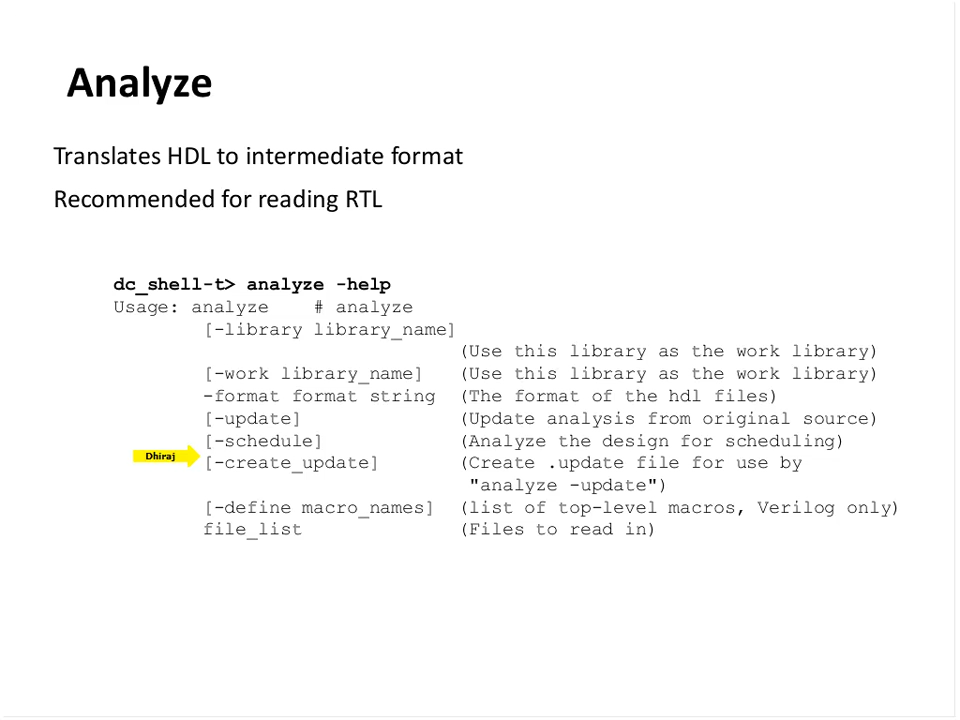 Analyze
Translates HDL to intermediate format
Recommended for reading RTL
dc_shell-t> analyze -help
Usage: analyze    # analyze
[-library library_name]
(Use this library as the work library)
[-work library_name]   (Use this library as the work library)
-format format string  (The format of the hdl files)
[-update]              (Update analysis from original source)
[-schedule]            (Analyze the design for scheduling)
Dhiraj [-create_update]       (Create .update file for use by
"analyze -update")
[-define macro_names]  (list of top-level macros, Verilog only)
file_list              (Files to read in)